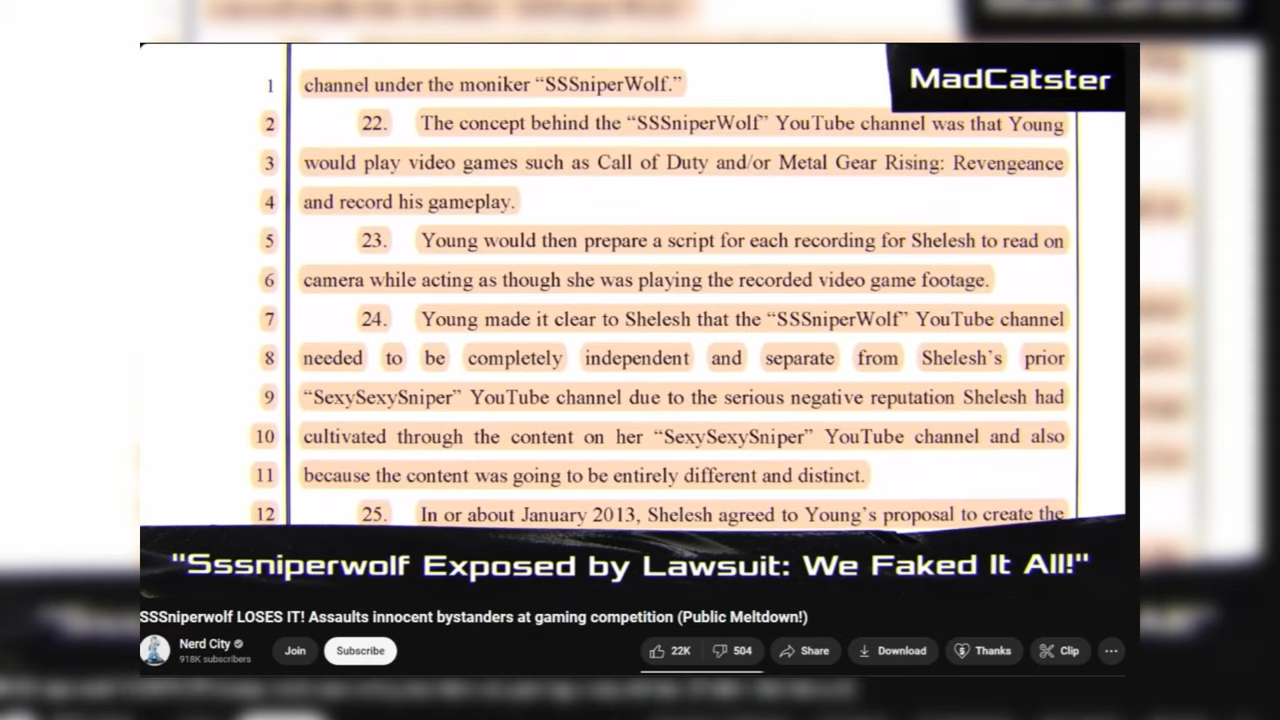 MadCatster
1 channel under the moniker “SSSniperWolf.”
2 22. The concept behind the “SSSniperWolf” YouTube channel was that Young
3 would play video games such as Call of Duty and/or Metal Gear Rising: Revengeance
4 and record his gameplay.
5 23. Young would then prepare a script for each recording for Shelesh to read on
6 camera while acting as though she was playing the recorded video game footage.
7 24. Young made it clear to Shelesh that the “SSSniperWolf” YouTube channel
8 needed to be completely independent and separate from Shelesh’s prior
9 “SexySexySniper” YouTube channel due to the serious negative reputation Shelesh had
10 cultivated through the content on her “SexySexySniper” YouTube channel and also
11 because the content was going to be entirely different and distinct.
12 25. In or about January 2013, Shelesh agreed to Young’s proposal to create the
"Sssniperwolf Exposed by Lawsuit: We Faked It All!"
SSSniperwolf LOSES IT! Assaults innocent bystanders at gaming competition (Public Meltdown!)
Nerd City
918K subscribers
Join Subscribe 22K 504 Share Download Thanks Clip